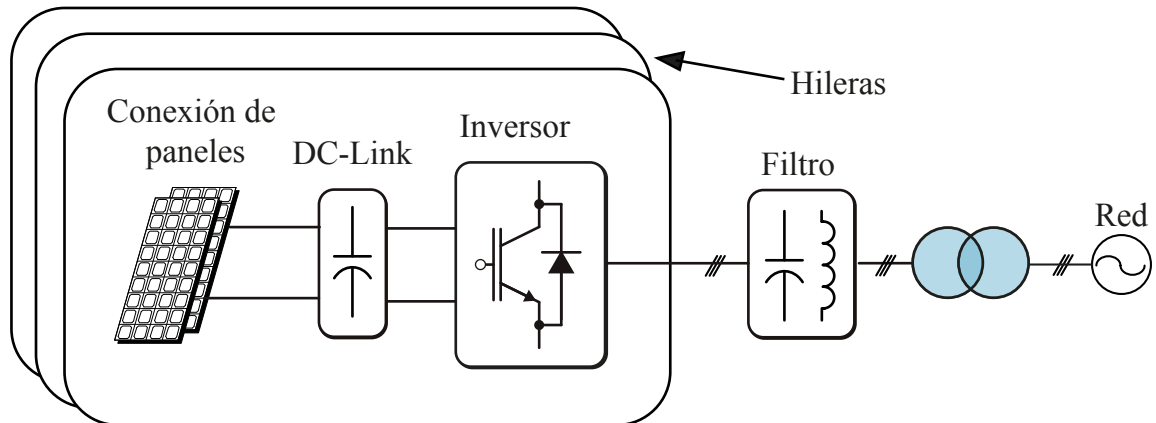 Hileras
Conexión de
paneles
DC-Link
Inversor
Filtro
Red